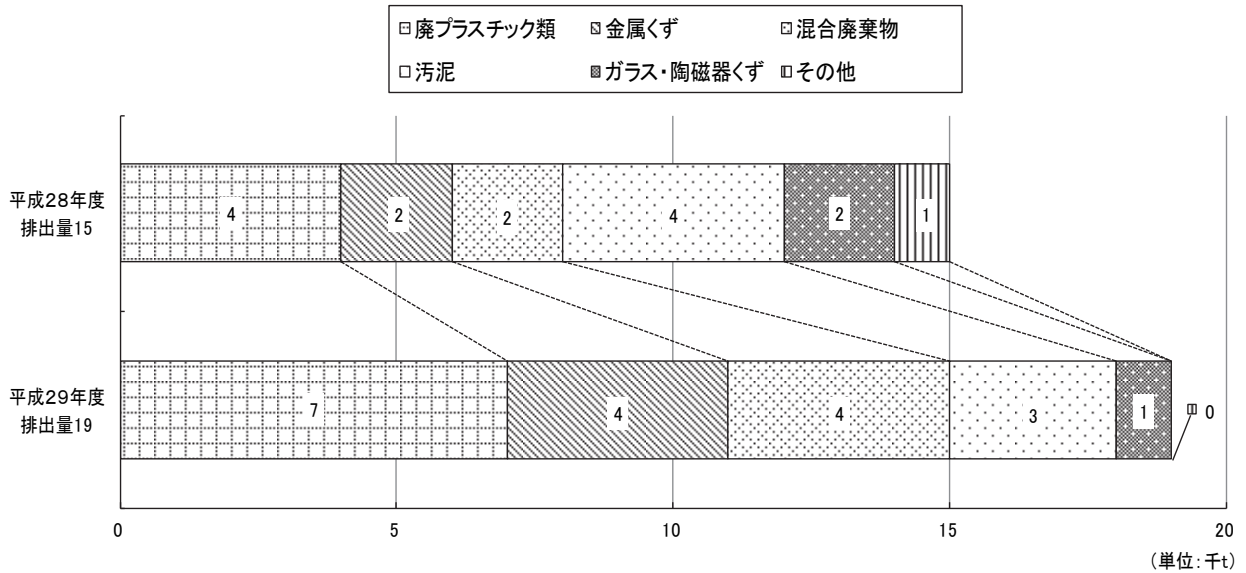 廃プラスチック類 金属くず 混合廃棄物
汚泥 ガラス・陶磁器くず その他
平成28年度
排出量15
4 2 2 4 2 1
平成29年度
排出量19
7 4 4 3 1 0
0 5 10 15 20
(単位:千t)